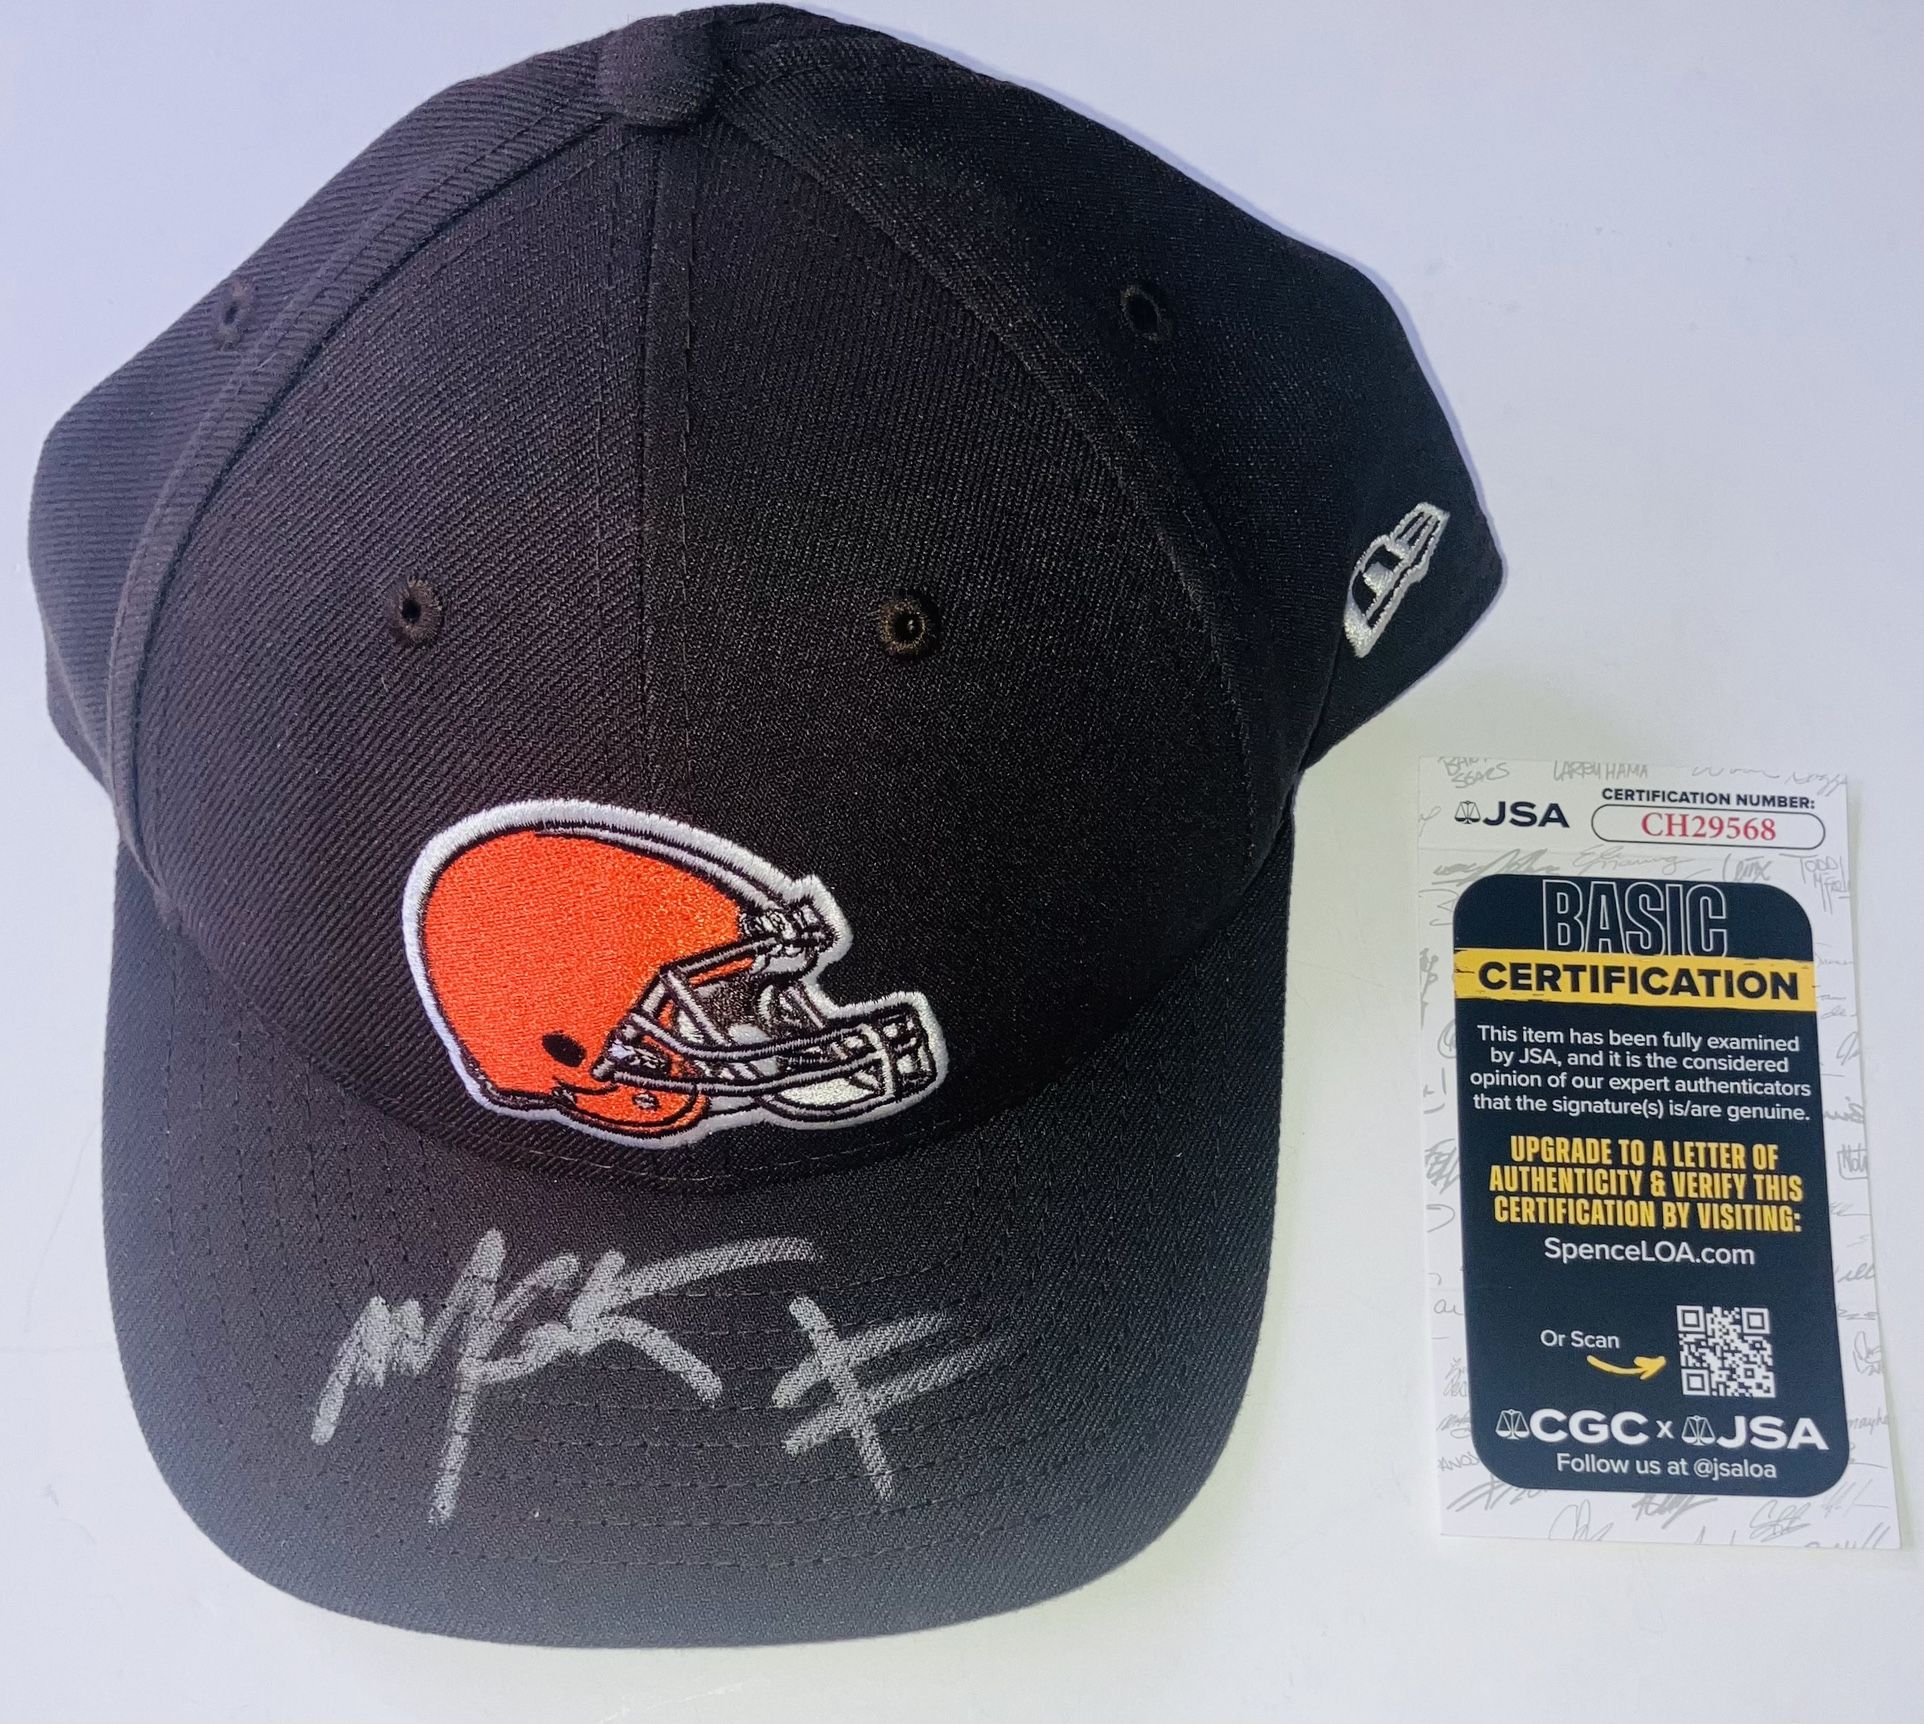 JSA
CERTIFICATION NUMBER:
CH29568
BASIC
CERTIFICATION
This item has been fully examined
by JSA, and it is the considered
opinion of our expert authenticators
that the signature(s) is/are genuine.
UPGRADE TO A LETTER OF
AUTHENTICITY & VERIFY THIS
CERTIFICATION BY VISITING:
SpenceLOA.com
Or Scan
CGC x JSA
Follow us at @jsaloa